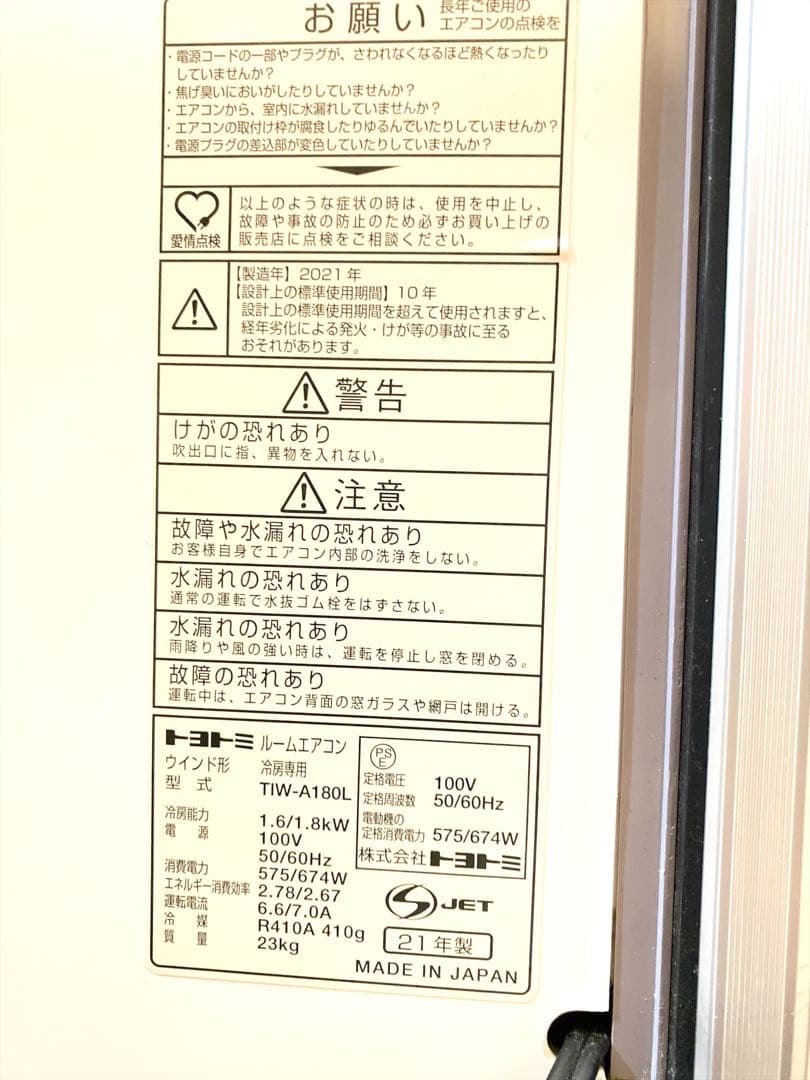 お願い 長年ご使用の
エアコンの点検を
・電源コードの一部やプラグが、さわれなくなるほど熱くなったり
していませんか？
・焦げ臭いにおいがしたりしていませんか？
・エアコンから、室内に水漏れしていませんか？
・エアコンの取付け枠が腐食したりゆるんでいたりしていませんか？
・電源プラグの差込部が変色していたりしていませんか？
愛情点検
以上のような症状の時は、使用を中止し、
故障や事故の防止のため必ずお買い上げの
販売店に点検をご相談ください。
【製造年】2021年
【設計上の標準使用期間】10年
設計上の標準使用期間を超えて使用されますと、
経年劣化による発火・けが等の事故に至る
おそれがあります。
警告
けがの恐れあり
吹出口に指、異物を入れない。
注意
故障や水漏れの恐れあり
お客様自身でエアコン内部の洗浄をしない。
水漏れの恐れあり
通常の運転で水抜ゴム栓をはずさない。
水漏れの恐れあり
雨降りや風の強い時は、運転を停止し窓を閉める。
故障の恐れあり
運転中は、エアコン背面の窓ガラスや網戸は開ける。
トヨトミ ルームエアコン
ウインド形 冷房専用
型式 TIW-A180L
冷房能力 1.6/1.8kW
電源 100V
50/60Hz
消費電力 575/674W
エネルギー消費効率 2.78/2.67
運転電流 6.6/7.0A
冷媒 R410A 410g
質量 23kg
PS
E
定格電圧 100V
定格周波数 50/60Hz
電動機の
定格消費電力 575/674W
株式会社トヨトミ
JET
21年製
MADE IN JAPAN